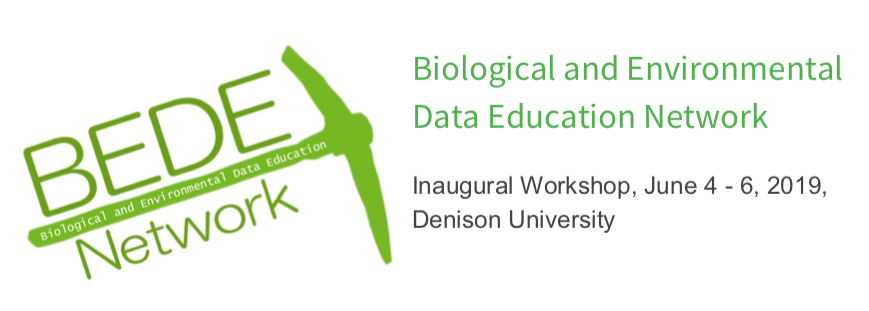 BEDE
Biological and Environmental Data Education
Network
Biological and Environmental
Data Education Network
Inaugural Workshop, June 4 - 6, 2019,
Denison University